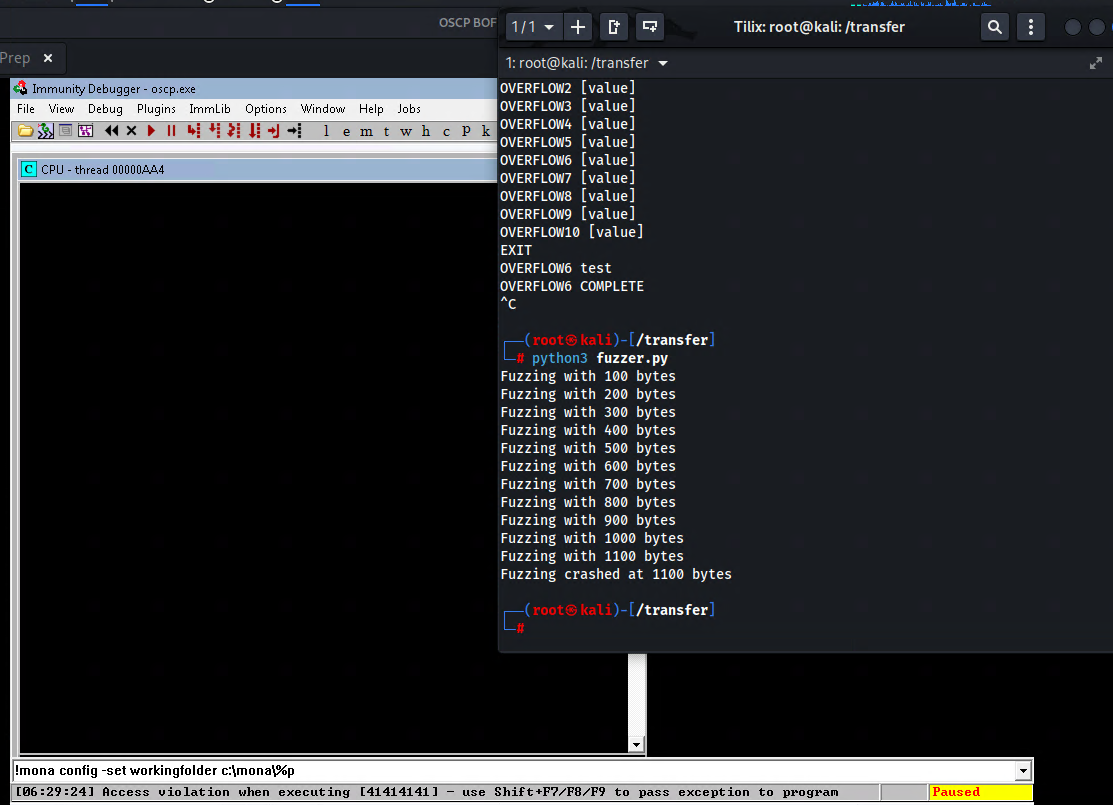 OSCP BOF
Prep
1/1
Tilix: root@kali: /transfer
1: root@kali: /transfer
Immunity Debugger - oscp.exe
File View Debug Plugins ImmLib Options Window Help Jobs
l e m t w h c P k
CPU - thread 00000AA4
OVERFLOW2 [value]
OVERFLOW3 [value]
OVERFLOW4 [value]
OVERFLOW5 [value]
OVERFLOW6 [value]
OVERFLOW7 [value]
OVERFLOW8 [value]
OVERFLOW9 [value]
OVERFLOW10 [value]
EXIT
OVERFLOW6 test
OVERFLOW6 COMPLETE
^C
(root㉿kali)-[/transfer]
# python3 fuzzer.py
Fuzzing with 100 bytes
Fuzzing with 200 bytes
Fuzzing with 300 bytes
Fuzzing with 400 bytes
Fuzzing with 500 bytes
Fuzzing with 600 bytes
Fuzzing with 700 bytes
Fuzzing with 800 bytes
Fuzzing with 900 bytes
Fuzzing with 1000 bytes
Fuzzing with 1100 bytes
Fuzzing crashed at 1100 bytes
(root㉿kali)-[/transfer]
#
!mona config -set workingfolder c:\mona\%p
[06:29:24] Access violation when executing [41414141] - use Shift+F7/F8/F9 to pass exception to program
Paused